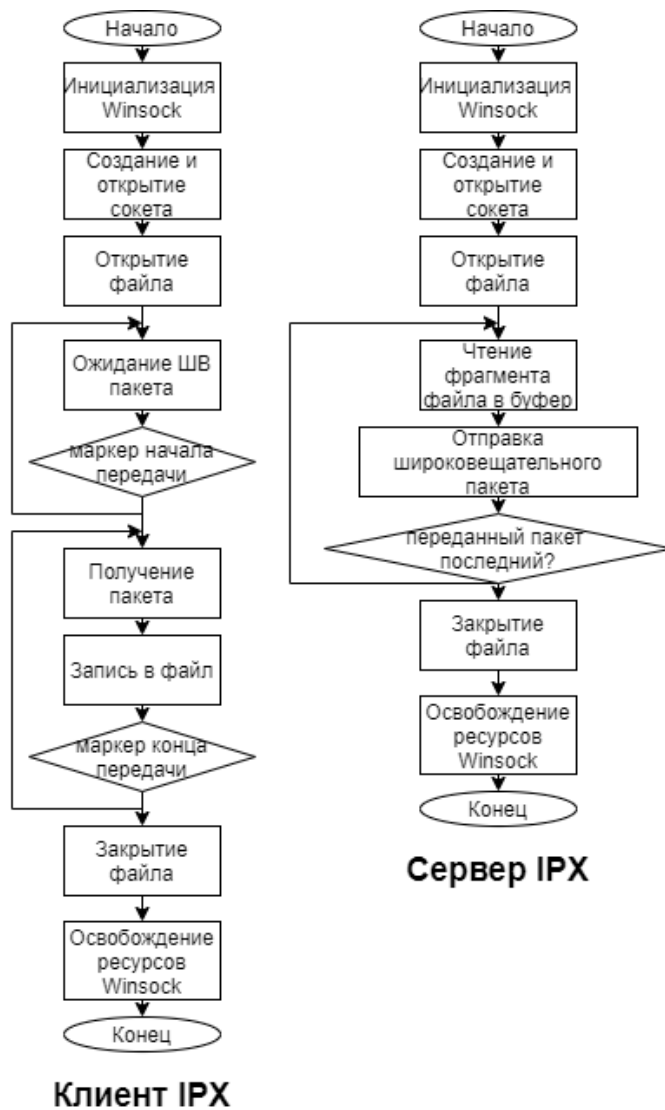 Начало
Инициализация
Winsock
Создание и
открытие
сокета
Открытие
файла
Ожидание ШВ
пакета
маркер начала
передачи
Получение
пакета
Запись в файл
маркер конца
передачи
Закрытие
файла
Освобождение
ресурсов
Winsock
Конец
Клиент IPX
Начало
Инициализация
Winsock
Создание и
открытие
сокета
Открытие
файла
Чтение
фрагмента
файла в буфер
Отправка
широковещательного
пакета
переданный пакет
последний?
Закрытие
файла
Освобождение
ресурсов
Winsock
Конец
Сервер IPX